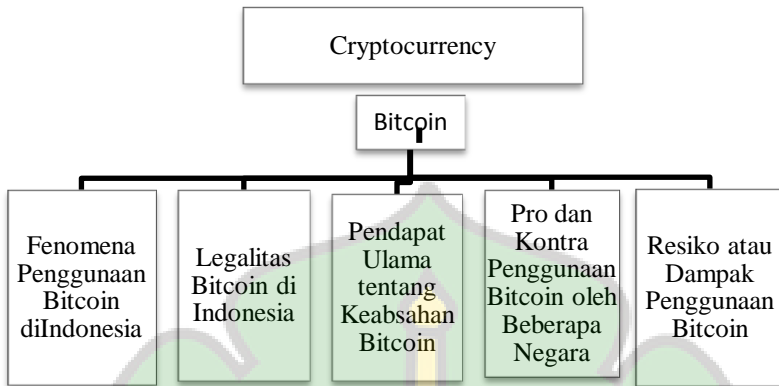 Cryptocurrency
Bitcoin
Fenomena
Penggunaan
Bitcoin
diIndonesia
Legalitas
Bitcoin di
Indonesia
Pendapat
Ulama
tentang
Keabsahan
Bitcoin
Pro dan
Kontra
Penggunaan
Bitcoin oleh
Beberapa
Negara
Resiko atau
Dampak
Penggunaan
Bitcoin